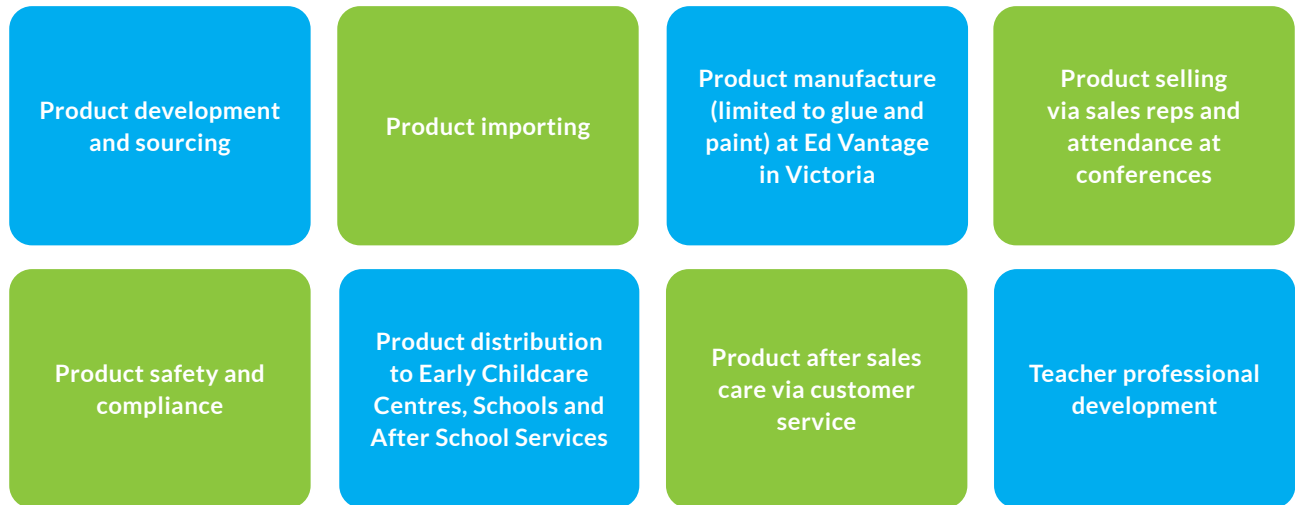 Product development
and sourcing
Product importing
Product manufacture
(limited to glue and
paint) at Ed Vantage
in Victoria
Product selling
via sales reps and
attendance at
conferences
Product safety and
compliance
Product distribution
to Early Childcare
Centres, Schools and
After School Services
Product after sales
care via customer
service
Teacher professional
development